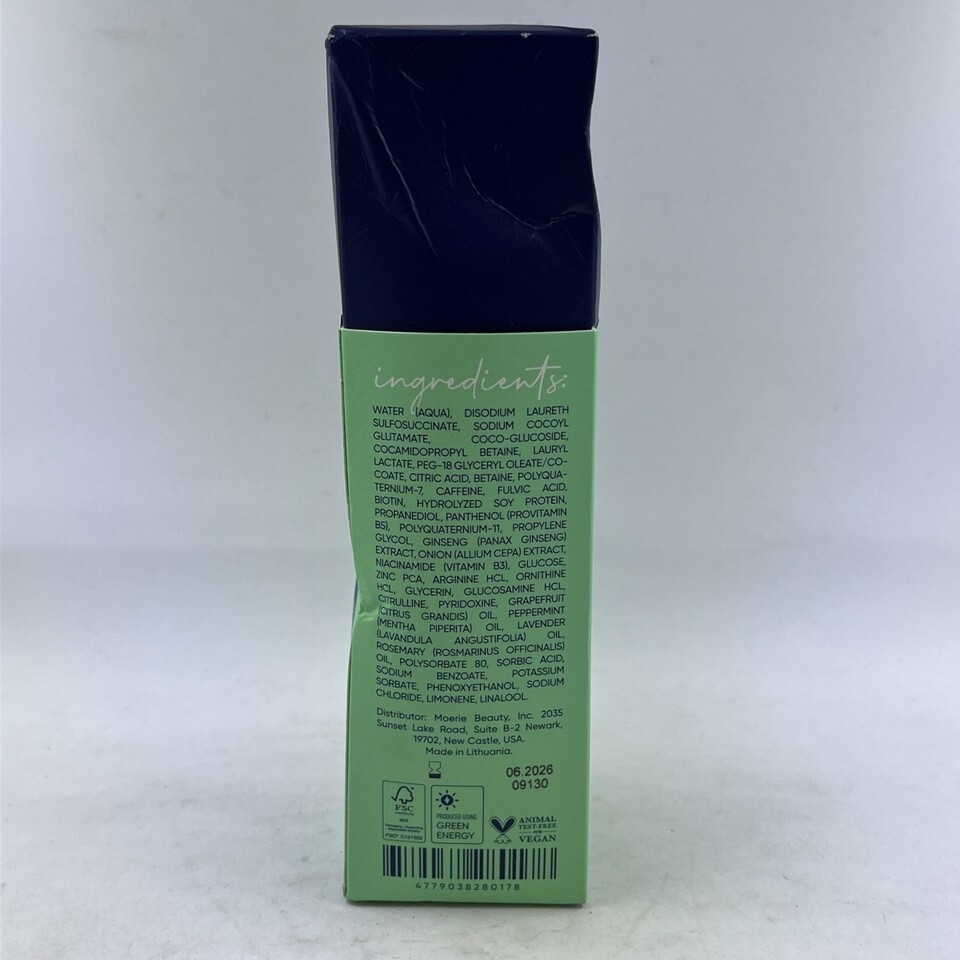 ingredients:
WATER (AQUA), DISODIUM LAURETH
SULFOSUCCINATE, SODIUM COCOYL
GLUTAMATE, COCO-GLUCOSIDE,
COCAMIDOPROPYL BETAINE, LAURYL
LACTATE, PEG-18 GLYCERYL OLEATE/CO-
COATE, CITRIC ACID, BETAINE, POLYQUA-
TERNIUM-7, CAFFEINE, FULVIC ACID,
BIOTIN, HYDROLYZED SOY PROTEIN,
PROPANEDIOL, PANTHENOL (PROVITAMIN
B5), POLYQUATERNIUM-11, PROPYLENE
GLYCOL, GINSENG (PANAX GINSENG)
EXTRACT, ONION (ALLIUM CEPA) EXTRACT,
NIACINAMIDE (VITAMIN B3), GLUCOSE,
ZINC PCA, ARGININE HCL, ORNITHINE
HCL, GLYCERIN, GLUCOSAMINE HCL,
CITRULLINE, PYRIDOXINE, GRAPEFRUIT
(CITRUS GRANDIS) OIL, PEPPERMINT
(MENTHA PIPERITA) OIL, LAVENDER
(LAVANDULA ANGUSTIFOLIA) OIL,
ROSEMARY (ROSMARINUS OFFICINALIS)
OIL, POLYSORBATE 80, SORBIC ACID,
SODIUM BENZOATE, POTASSIUM
SORBATE, PHENOXYETHANOL, SODIUM
CHLORIDE, LIMONENE, LINALOOL.
Distributor: Moerie Beauty, Inc. 2035
Sunset Lake Road, Suite B-2 Newark,
19702, New Castle, USA.
Made in Lithuania.
06.2026
09130
FSC
MIX
PRODUCED USING
GREEN
ENERGY
ANIMAL
TEST-FREE
VEGAN
4779038280178